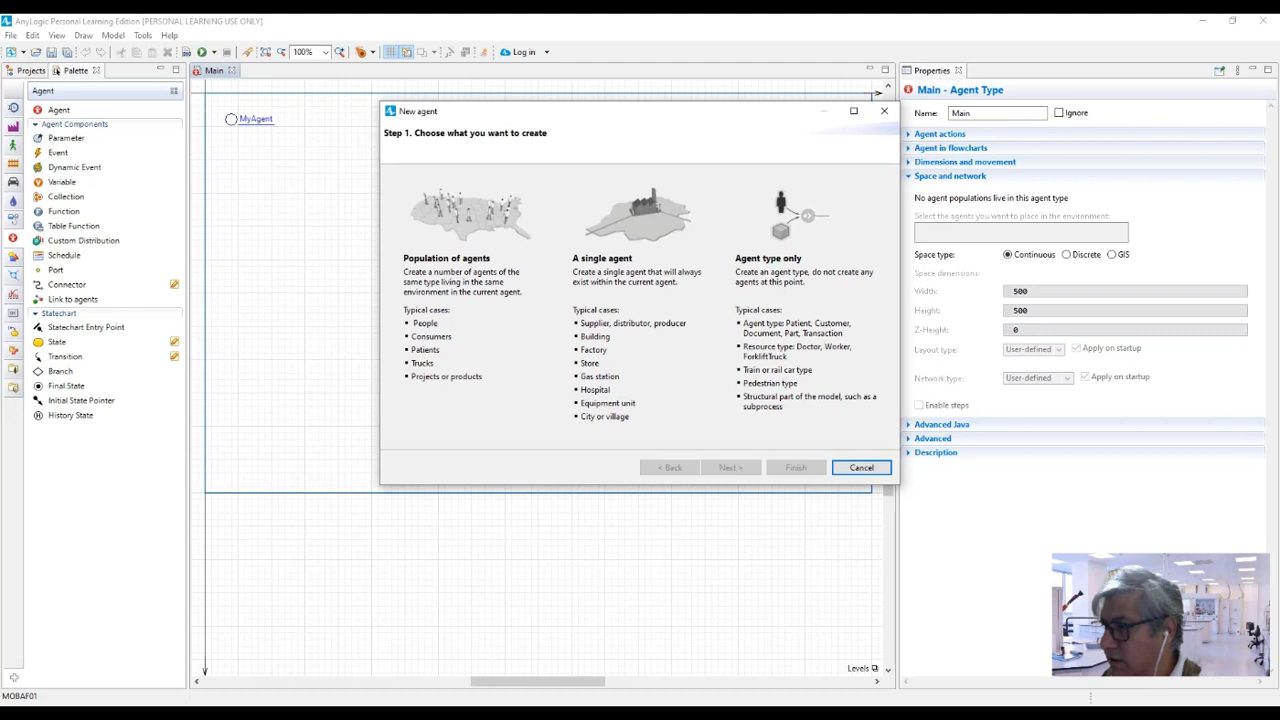 AnyLogic Personal Learning Edition [PERSONAL LEARNING USE ONLY]
File Edit View Draw Model Tools Help
100% Log in
Projects Palette
Agent
Agent
Agent Components
Parameter
Event
Dynamic Event
Variable
Collection
Function
Table Function
Custom Distribution
Schedule
Port
Connector
Link to agents
Statechart
Statechart Entry Point
State
Transition
Branch
Final State
Initial State Pointer
History State
MOBAF01
Main
MyAgent
Levels
New agent
Step 1. Choose what you want to create
Population of agents
Create a number of agents of the
same type living in the same
environment in the current agent.
Typical cases:
People
Consumers
Patients
Trucks
Projects or products
A single agent
Create a single agent that will always
exist within the current agent.
Typical cases:
Supplier, distributor, producer
Building
Factory
Store
Gas station
Hospital
Equipment unit
City or village
Agent type only
Create an agent type, do not create any
agents at this point.
Typical cases:
Agent type: Patient, Customer,
Document, Part, Transaction
Resource type: Doctor, Worker,
ForkliftTruck
Train or rail car type
Pedestrian type
Structural part of the model, such as a
subprocess
< Back Next > Finish Cancel
Properties
Main - Agent Type
Name: Main Ignore
Agent actions
Agent in flowcharts
Dimensions and movement
Space and network
No agent populations live in this agent type
Select the agents you want to place in the environment:
Space type: Continuous Discrete GIS
Space dimensions:
Width: 500
Height: 500
Z-Height: 0
Layout type: User-defined Apply on startup
Network type: User-defined Apply on startup
Enable steps
Advanced Java
Advanced
Description